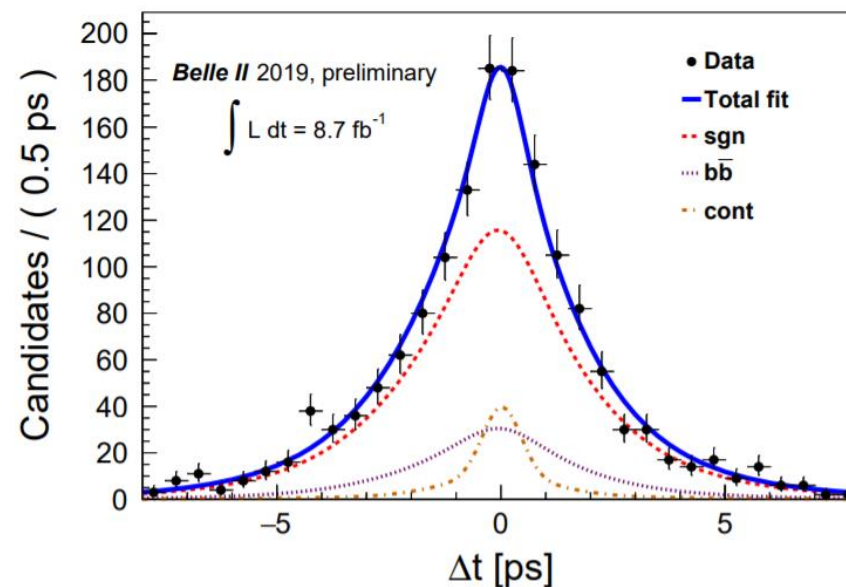 Candidates / ( 0.5 ps )
200
180
160
140
120
100
80
60
40
20
0
Belle II 2019, preliminary
∫ L dt = 8.7 fb⁻¹
Data
Total fit
sgn
bb̅
cont
−5
0
5
Δt [ps]